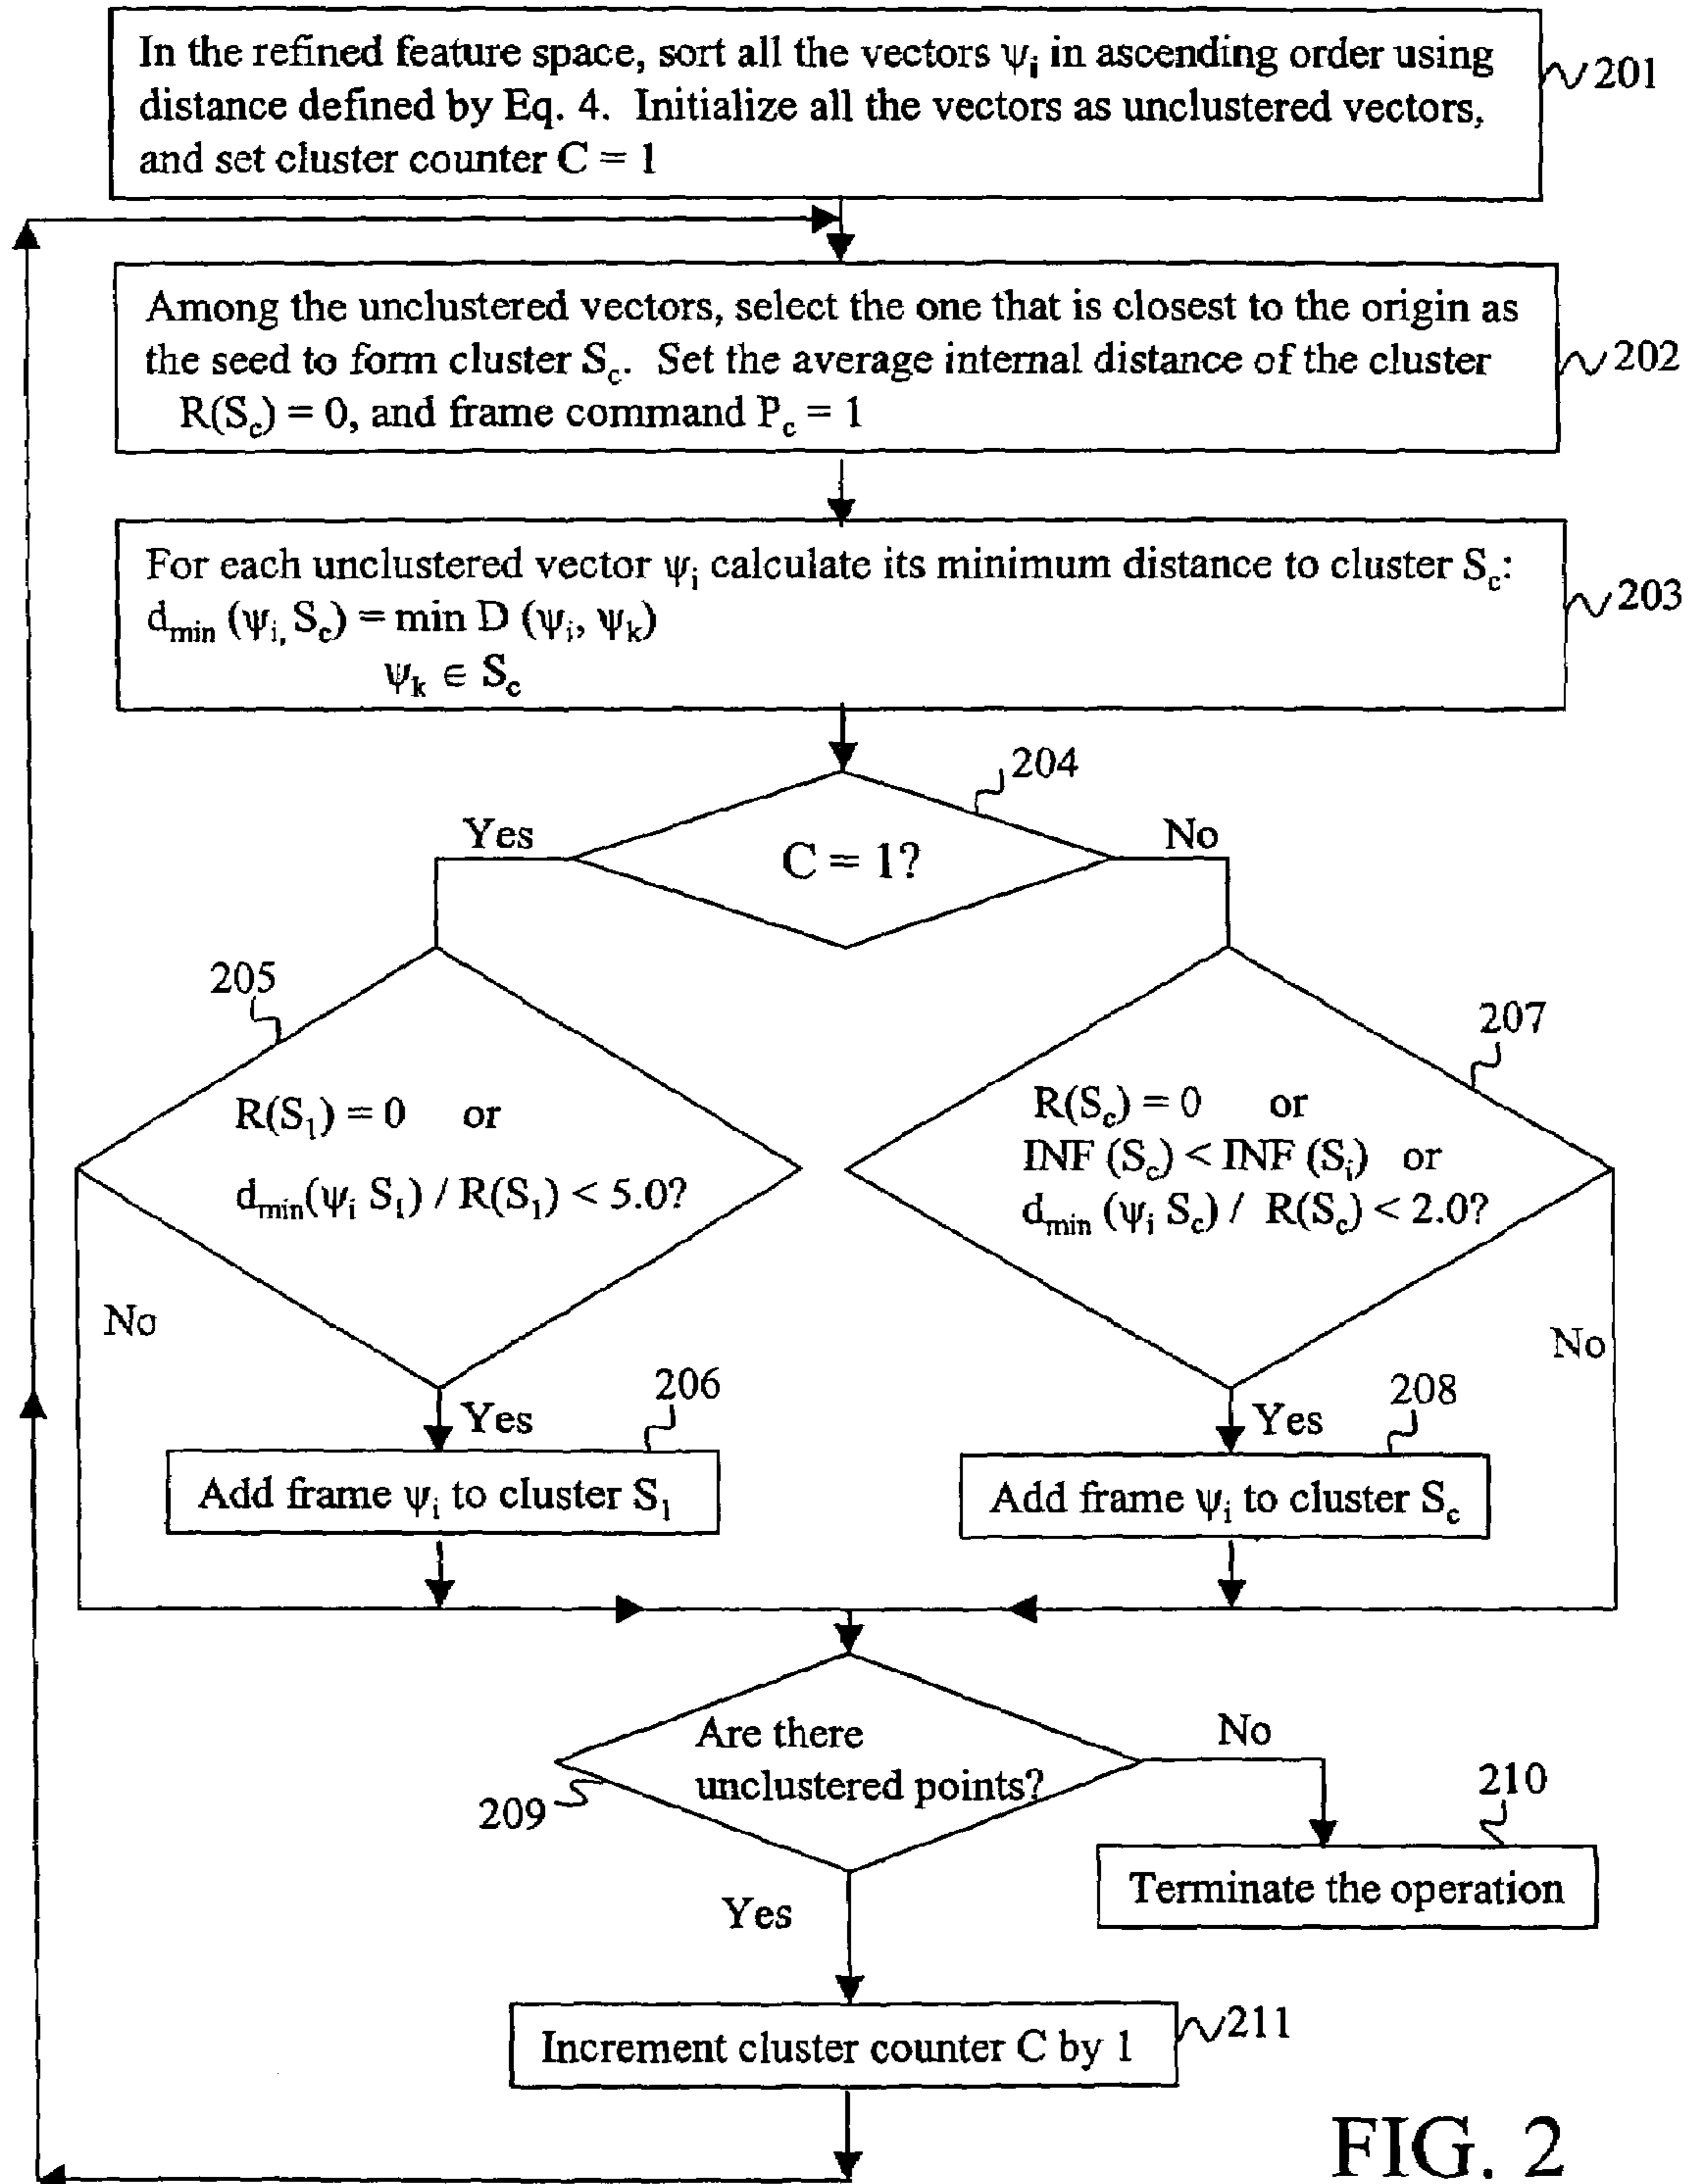 In the refined feature space, sort all the vectors ψi in ascending order using
distance defined by Eq. 4. Initialize all the vectors as unclustered vectors,
and set cluster counter C = 1
201
Among the unclustered vectors, select the one that is closest to the origin as
the seed to form cluster Sc. Set the average internal distance of the cluster
R(Sc) = 0, and frame command Pc = 1
202
For each unclustered vector ψi calculate its minimum distance to cluster Sc:
dmin (ψi, Sc) = min D (ψi, ψk)
ψk ∈ Sc
203
204
Yes
C = 1?
No
205
R(S1) = 0 or
dmin(ψi S1) / R(S1) < 5.0?
207
R(Sc) = 0 or
INF (Sc) < INF (Si) or
dmin (ψi Sc) / R(Sc) < 2.0?
No
No
Yes
206
Add frame ψi to cluster S1
Yes
208
Add frame ψi to cluster Sc
Are there
unclustered points?
209
No
210
Terminate the operation
Yes
Increment cluster counter C by 1
211
FIG. 2